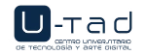 U-tad
CENTRO UNIVERSITARIO
DE TECNOLOGÍA Y ARTE DIGITAL